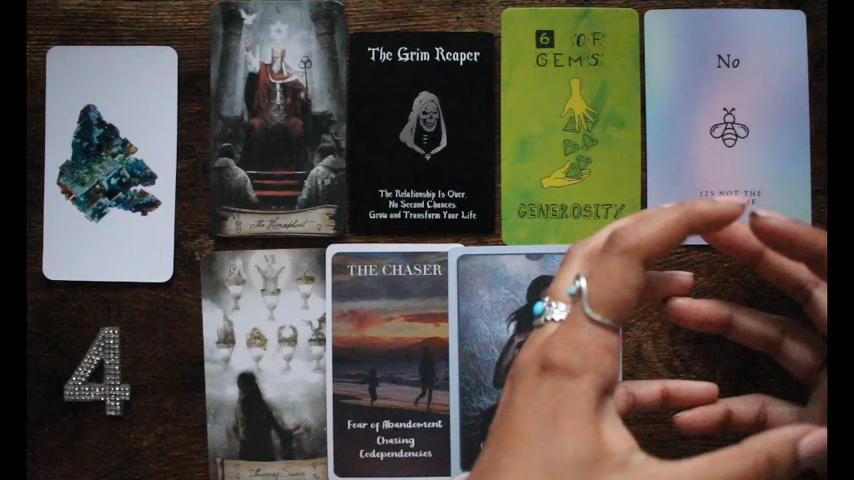 V
The Hierophant
The Grim Reaper
The Relationship Is Over.
No Second Chances.
Grow and Transform Your Life
6 OF
GEMS
GENEROSITY
No
ITS NOT THE
4
VII
THE CHASER
Fear of Abandoment
Chasing
Codependencies